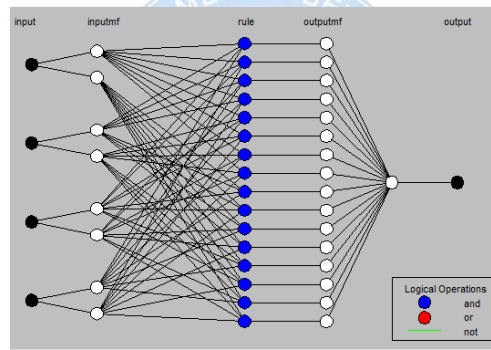 input inputmf rule outputmf output
Logical Operations
and
or
not